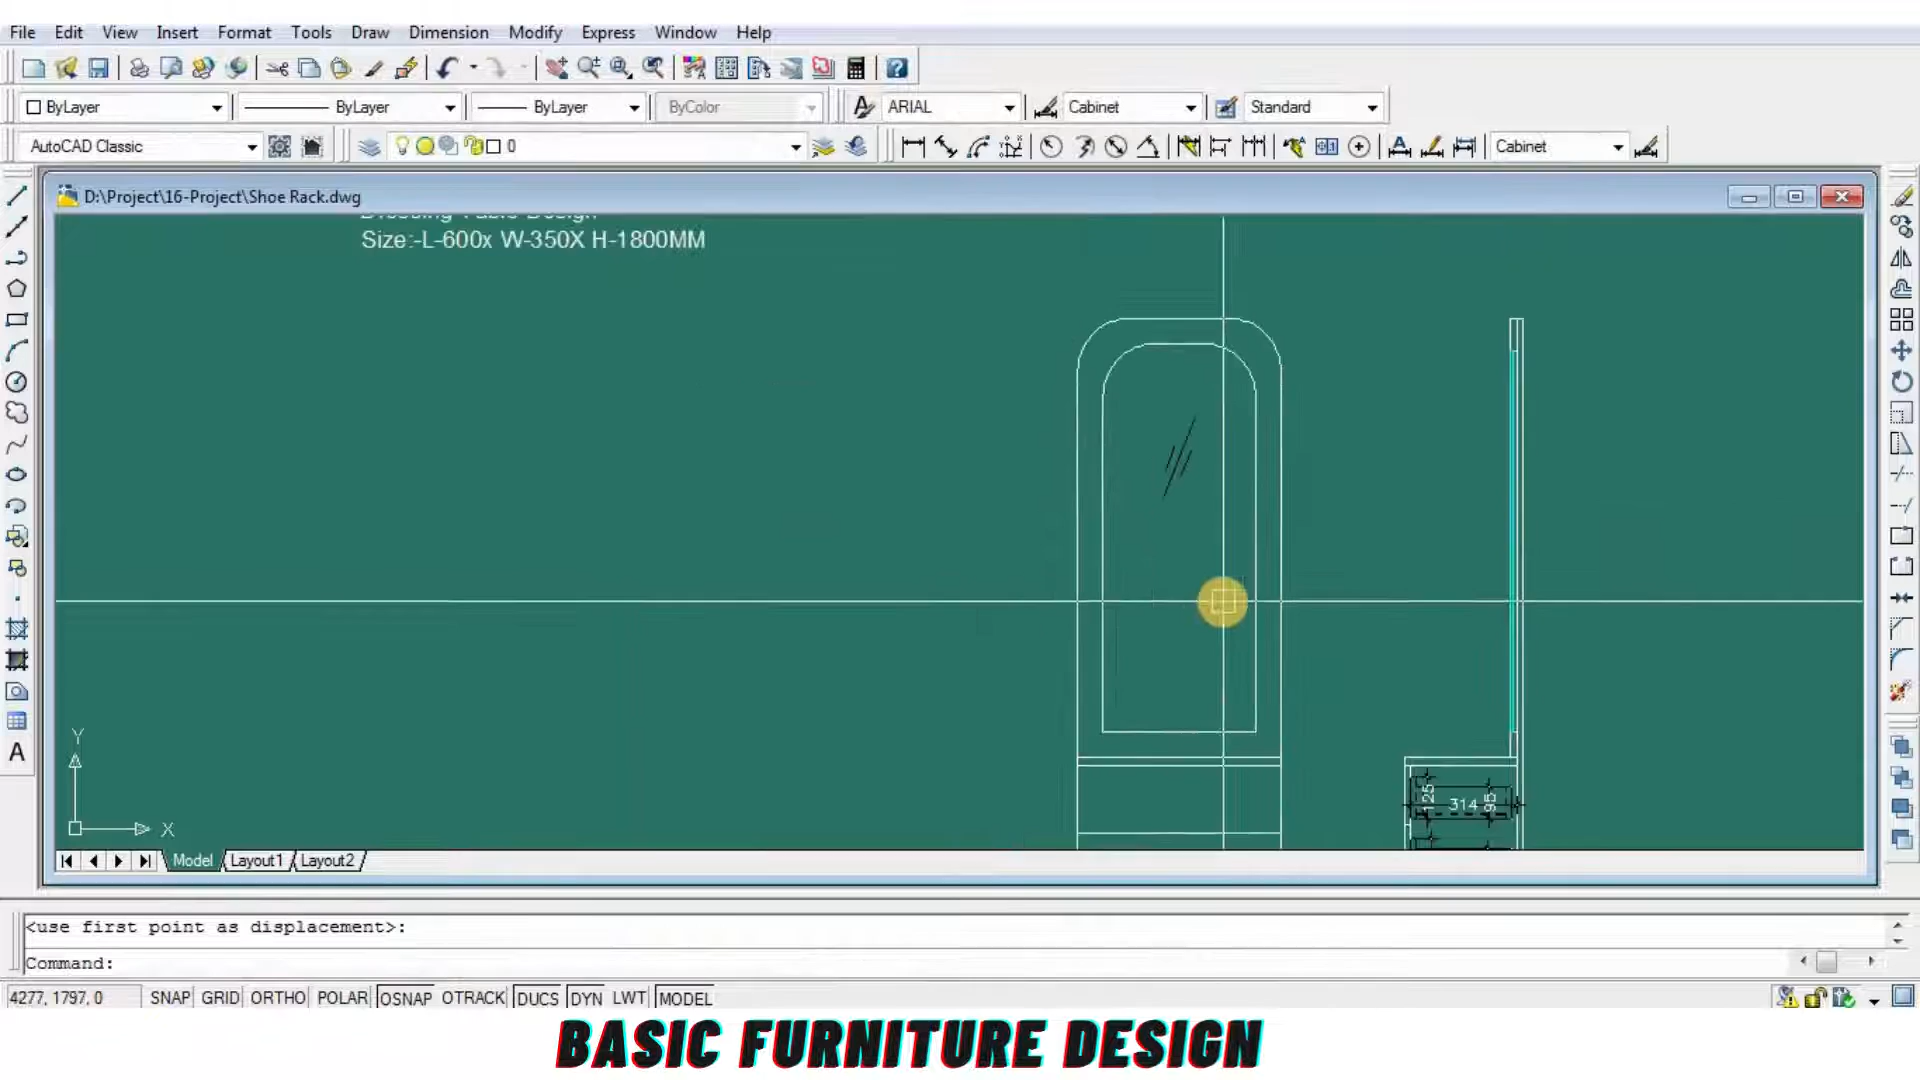 File Edit View Insert Format Tools Draw Dimension Modify Express Window Help
ByLayer ByLayer ByLayer ByColor ARIAL Cabinet Standard
AutoCAD Classic 0 Cabinet
D:\Project\16-Project\Shoe Rack.dwg
Size:-L-600x W-350X H-1800MM
125 314 95
Y
X
A
Model Layout1 Layout2
<use first point as displacement>:
Command:
4277, 1797, 0 SNAP GRID ORTHO POLAR OSNAP OTRACK DUCS DYN LWT MODEL
BASIC FURNITURE DESIGN